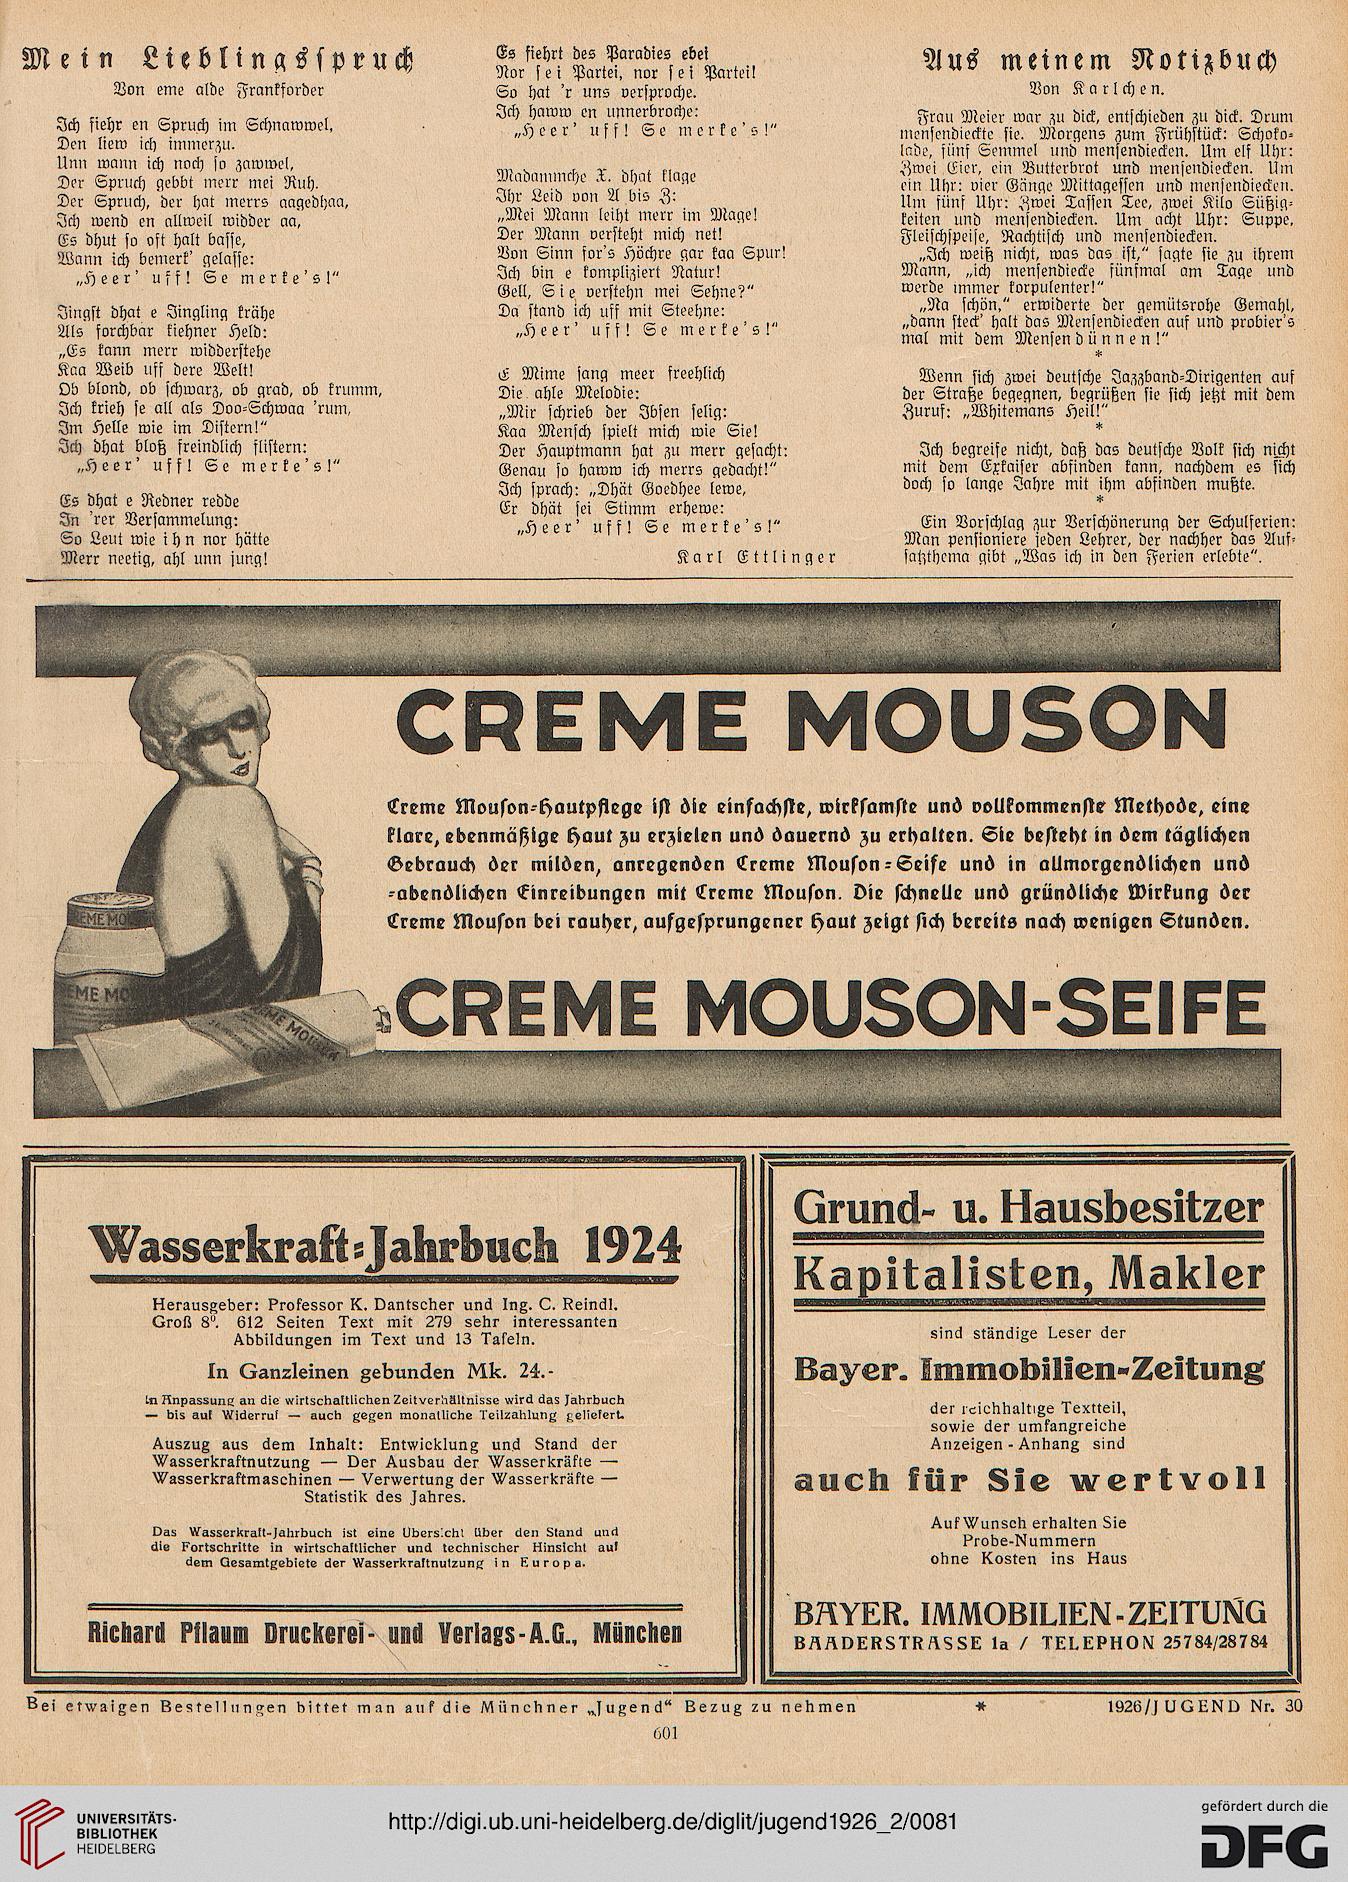 Mein Lieblingsspruch
Von eme alde Frankforder
Ich siehr en Spruch im Schnawwel,
Den liew ich immerzu.
Unn wann ich noch so zawwel,
Der Spruch gebbt merr mei Ruh.
Der Spruch, der hat merrs aagedhaa,
Ich wend en allweil widder aa,
Es dhut so oft halt basse,
Wann ich bemerk' gelasse:
„Heer' uff! Se merke's!“
Jingst dhat e Jingling krähe
Als forchbar kiehner Held:
„Es kann merr widderstehe
Kaa Weib uff dere Welt!
Ob blond, ob schwarz, ob grad, ob krumm,
Ich krieh se all als Doo-Schwaa 'rum,
Im Helle wie im Distern!“
Ich dhat bloß freindlich flistern:
„Heer' uff! Se merke's!“
Es dhat e Redner redde
In 'rer Versammelung:
So Leut wie ihn nor hätte
Merr neetig, ahl unn jung!
Es fiehrt des Paradies ebei
Nor sei Partei, nor sei Partei!
So hat 'r uns versproche.
Ich haww en unnerbroche:
„Heer' uff! Se merke's!“
Madammche X. dhat klage
Ihr Leid von A bis Z:
„Mei Mann leiht merr im Mage!
Der Mann versteht mich net!
Von Sinn for's Höchre gar kaa Spur!
Ich bin e kompliziert Natur!
Gell, Sie verstehn mei Sehne?“
Da stand ich uff mit Steehne:
„Heer' uff! Se merke's!“
E Mime sang meer freehlich
Die ahle Melodie:
„Mir schrieb der Ibsen selig:
Kaa Mensch spielt mich wie Sie!
Der Hauptmann hat zu merr gesacht:
Genau so haww ich merrs gedacht!“
Ich sprach: „Dhät Goedhee lewe,
Er dhät sei Stimm erhewe:
„Heer' uff! Se merke's!“
Karl Ettlinger
Aus meinem Notizbuch
Von Karlchen.
Frau Meier war zu dick, entschieden zu dick. Drum
mensendieckte sie. Morgens zum Frühstück: Schoko-
lade, fünf Semmel und mensendiecken. Um elf Uhr:
Zwei Eier, ein Butterbrot und mensendiecken. Um
ein Uhr: vier Gänge Mittagessen und mensendiecken.
Um fünf Uhr: Zwei Tassen Tee, zwei Kilo Süßig-
keiten und mensendiecken. Um acht Uhr: Suppe,
Fleischspeise, Nachtisch und mensendiecken.
„Ich weiß nicht, was das ist,“ sagte sie zu ihrem
Mann, „ich mensendiecke fünfmal am Tage und
werde immer korpulenter!“
„Na schön,“ erwiderte der gemütsrohe Gemahl,
„dann steck' halt das Mensendiecken auf und probier's
mal mit dem Mensendünnen!“
*
Wenn sich zwei deutsche Jazzband-Dirigenten auf
der Straße begegnen, begrüßen sie sich jetzt mit dem
Zuruf: „Whitemans Heil!“
*
Ich begreife nicht, daß das deutsche Volk sich nicht
mit dem Exkaiser abfinden kann, nachdem es sich
doch so lange Jahre mit ihm abfinden mußte.
*
Ein Vorschlag zur Verschönerung der Schulferien:
Man pensioniere jeden Lehrer, der nachher das Auf-
satzthema gibt „Was ich in den Ferien erlebte“.
CREME MOUSON
Creme Mouson-Hautpflege ist die einfachste, wirksamste und vollkommenste Methode, eine
klare, ebenmäßige Haut zu erzielen und dauernd zu erhalten. Sie besteht in dem täglichen
Gebrauch der milden, anregenden Creme Mouson-Seife und in allmorgendlichen und
-abendlichen Einreibungen mit Creme Mouson. Die schnelle und gründliche Wirkung der
Creme Mouson bei rauher, aufgesprungener Haut zeigt sich bereits nach wenigen Stunden.
CREME MOUSON-SEIFE
Wasserkraft-Jahrbuch 1924
Herausgeber: Professor K. Dantscher und Ing. C. Reindl.
Groß 8°. 612 Seiten Text mit 279 sehr interessanten
Abbildungen im Text und 13 Tafeln.
In Ganzleinen gebunden Mk. 24.-
In Anpassung an die wirtschaftlichen Zeitverhältnisse wird das Jahrbuch
— bis auf Widerruf — auch gegen monatliche Teilzahlung geliefert.
Auszug aus dem Inhalt: Entwicklung und Stand der
Wasserkraftnutzung — Der Ausbau der Wasserkräfte —
Wasserkraftmaschinen — Verwertung der Wasserkräfte —
Statistik des Jahres.
Das Wasserkraft-Jahrbuch ist eine Übersicht über den Stand und
die Fortschritte in wirtschaftlicher und technischer Hinsicht auf
dem Gesamtgebiete der Wasserkraftnutzung in Europa.
Richard Pflaum Druckerei- und Verlags-A.G., München
Grund- u. Hausbesitzer
Kapitalisten, Makler
sind ständige Leser der
Bayer. Immobilien-Zeitung
der reichhaltige Textteil,
sowie der umfangreiche
Anzeigen-Anhang sind
auch für Sie wertvoll
Auf Wunsch erhalten Sie
Probe-Nummern
ohne Kosten ins Haus
BAYER. IMMOBILIEN-ZEITUNG
BAADERSTRASSE 1a / TELEPHON 25784/28784
Bei etwaigen Bestellungen bittet man auf die Münchner „Jugend“ Bezug zu nehmen * 1926/JUGEND Nr. 30
601
UNIVERSITÄTS-
BIBLIOTHEK
HEIDELBERG
http://digi.ub.uni-heidelberg.de/diglit/jugend1926_2/0081
gefördert durch die
DFG